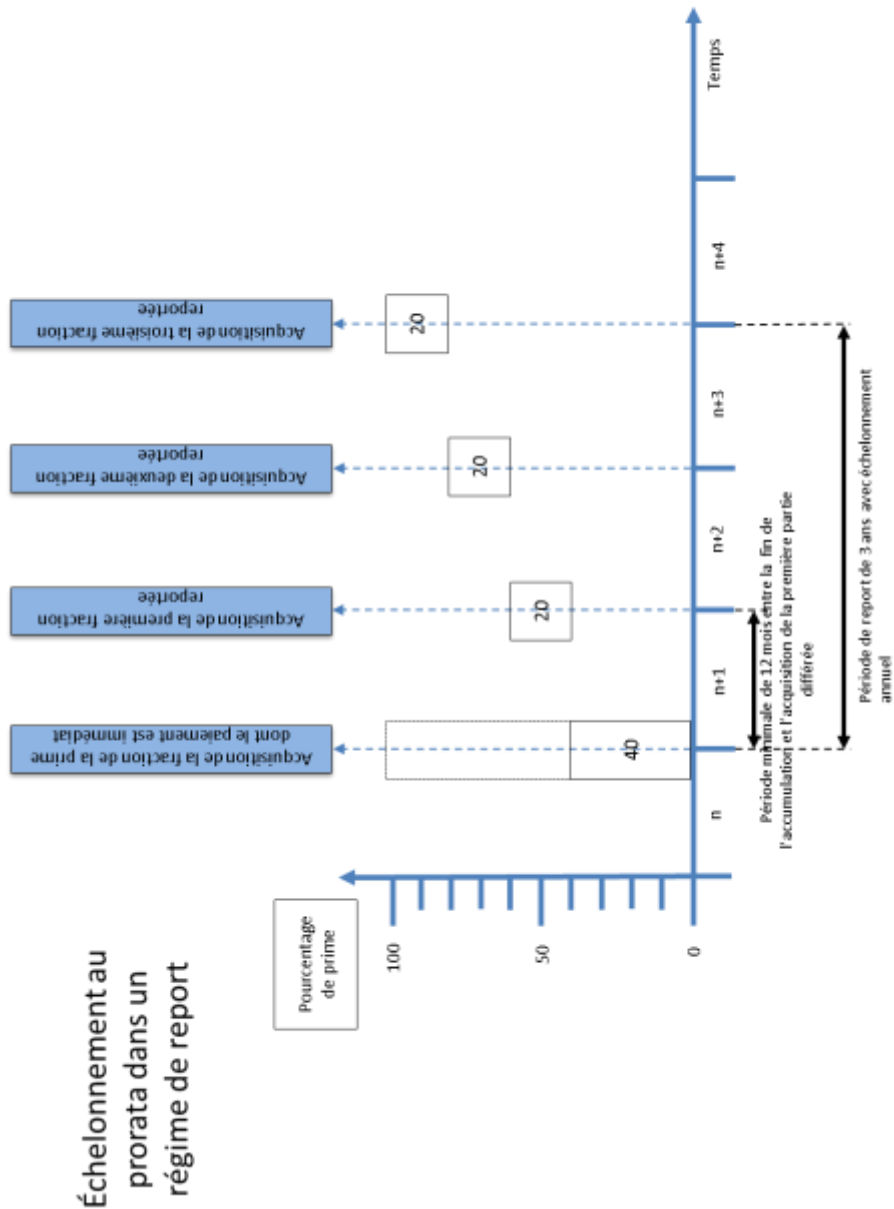 Échelonnement au
prorata dans un
régime de report
Pourcentage
de prime
Acquisition de la fraction de la prime
dont le paiement est immédiat
Acquisition de la première fraction
reportée
Acquisition de la deuxième fraction
reportée
Acquisition de la troisième fraction
reportée
100
50
0
40
20
20
20
n
n+1
n+2
n+3
n+4
Temps
Période minimale de 12 mois entre la fin de
l'accumulation et l'acquisition de la première partie
différée
Période de report de 3 ans avec échelonnement
annuel